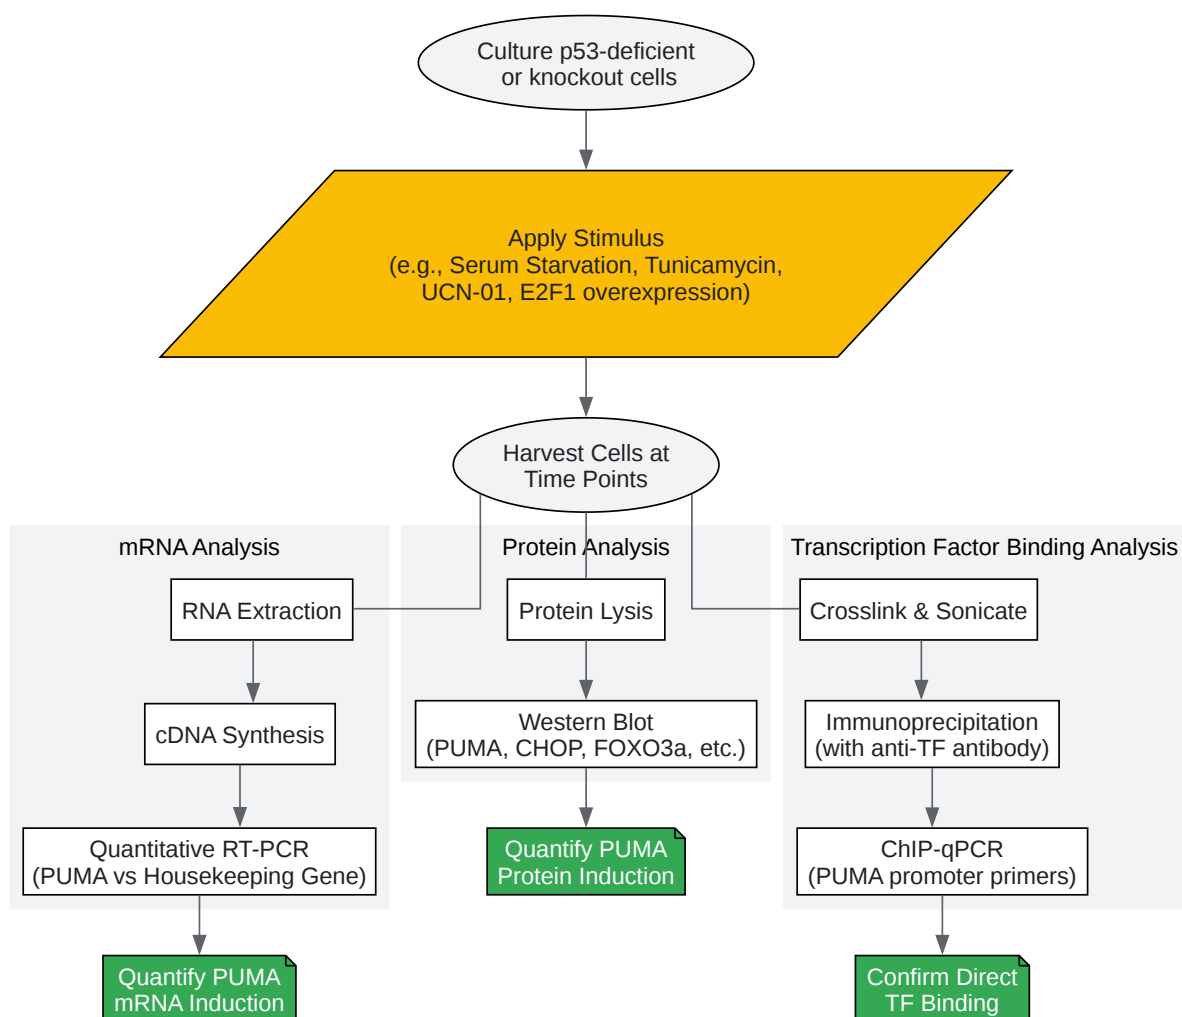 Culture p53-deficient
or knockout cells
Apply Stimulus
(e.g., Serum Starvation, Tunicamycin,
UCN-01, E2F1 overexpression)
Harvest Cells at
Time Points
mRNA Analysis
RNA Extraction
cDNA Synthesis
Quantitative RT-PCR
(PUMA vs Housekeeping Gene)
Quantify PUMA
mRNA Induction
Protein Analysis
Protein Lysis
Western Blot
(PUMA, CHOP, FOXO3a, etc.)
Quantify PUMA
Protein Induction
Transcription Factor Binding Analysis
Crosslink & Sonicate
Immunoprecipitation
(with anti-TF antibody)
ChIP-qPCR
(PUMA promoter primers)
Confirm Direct
TF Binding